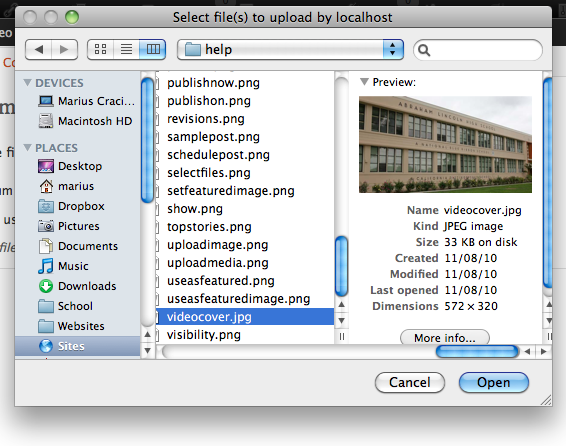 Select file(s) to upload by localhost
help
DEVICES
Marius Craci...
Macintosh HD
PLACES
Desktop
marius
Dropbox
Pictures
Documents
Music
Downloads
School
Websites
Sites
publishnow.png
publishon.png
revisions.png
samplepost.png
schedulepost.png
selectfiles.png
setfeaturedimage.png
show.png
topstories.png
uploadimage.png
uploadmedia.png
useasfeatured.png
useasfeaturedimage.png
videocover.jpg
visibility.png
Preview:
ABRAHAM LINCOLN HIGH SCHOOL
Name videocover.jpg
Kind JPEG image
Size 33 KB on disk
Created 11/08/10
Modified 11/08/10
Last opened 11/08/10
Dimensions 572 × 320
More info...
Cancel
Open